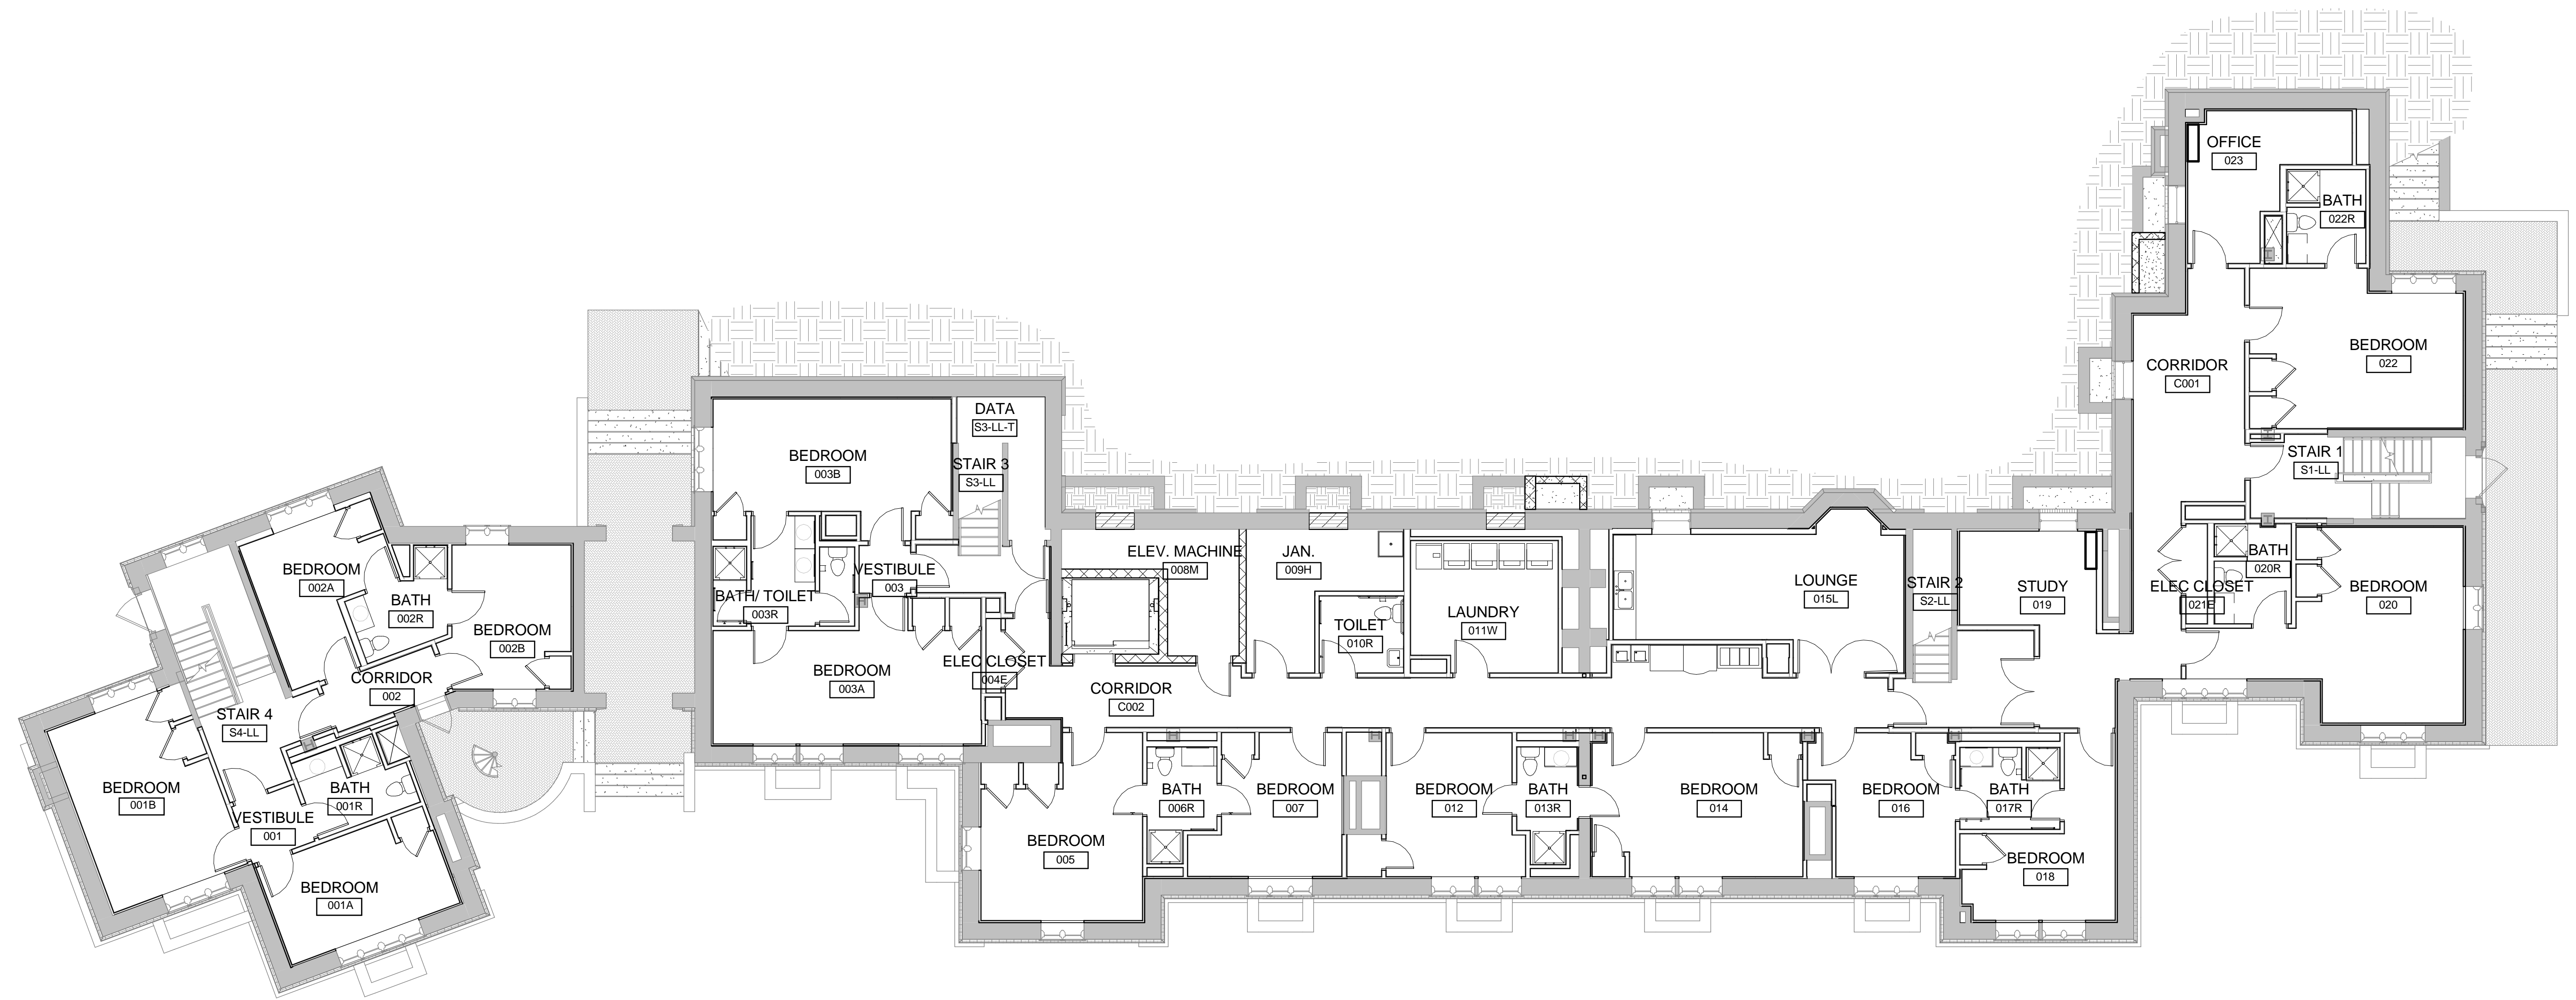 OFFICE
023
BATH
022R
BEDROOM
022
CORRIDOR
C001
STAIR 1
S1-LL
DATA
S3-LL-T
BEDROOM
003B
STAIR 3
S3-LL
VESTIBULE
003
BATH/ TOILET
003R
BEDROOM
003A
ELEC CLOSET
004E
ELEV. MACHINE
008M
JAN.
009H
TOILET
010R
LAUNDRY
011W
LOUNGE
015L
STAIR 2
S2-LL
STUDY
019
ELEC CLOSET
021E
BATH
020R
BEDROOM
020
BEDROOM
002A
BATH
002R
BEDROOM
002B
CORRIDOR
002
STAIR 4
S4-LL
CORRIDOR
C002
BEDROOM
001B
BATH
001R
VESTIBULE
001
BEDROOM
001A
BEDROOM
005
BATH
006R
BEDROOM
007
BEDROOM
012
BATH
013R
BEDROOM
014
BEDROOM
016
BATH
017R
BEDROOM
018